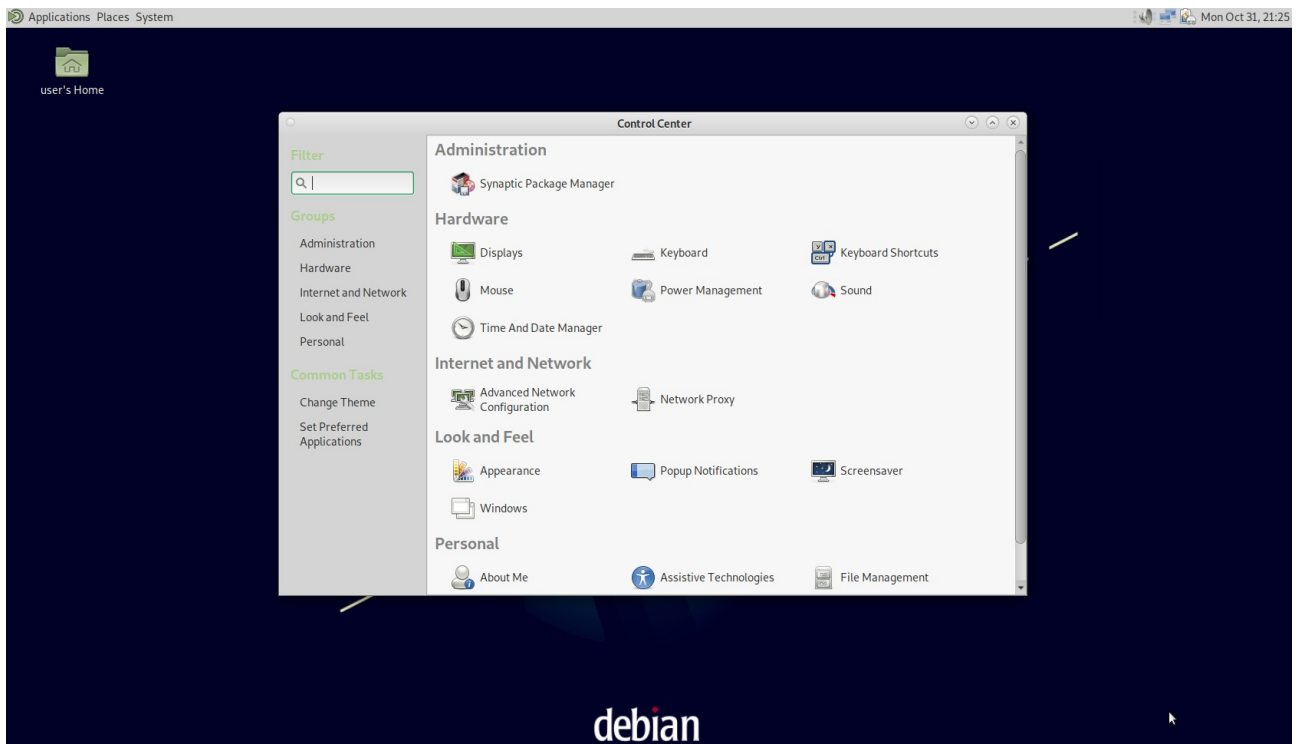 Applications Places System
Mon Oct 31, 21:25
user's Home
Control Center
Filter
Groups
Administration
Hardware
Internet and Network
Look and Feel
Personal
Common Tasks
Change Theme
Set Preferred
Applications
Administration
Synaptic Package Manager
Hardware
Displays
Keyboard
Keyboard Shortcuts
Mouse
Power Management
Sound
Time And Date Manager
Internet and Network
Advanced Network
Configuration
Network Proxy
Look and Feel
Appearance
Popup Notifications
Screensaver
Windows
Personal
About Me
Assistive Technologies
File Management
debian